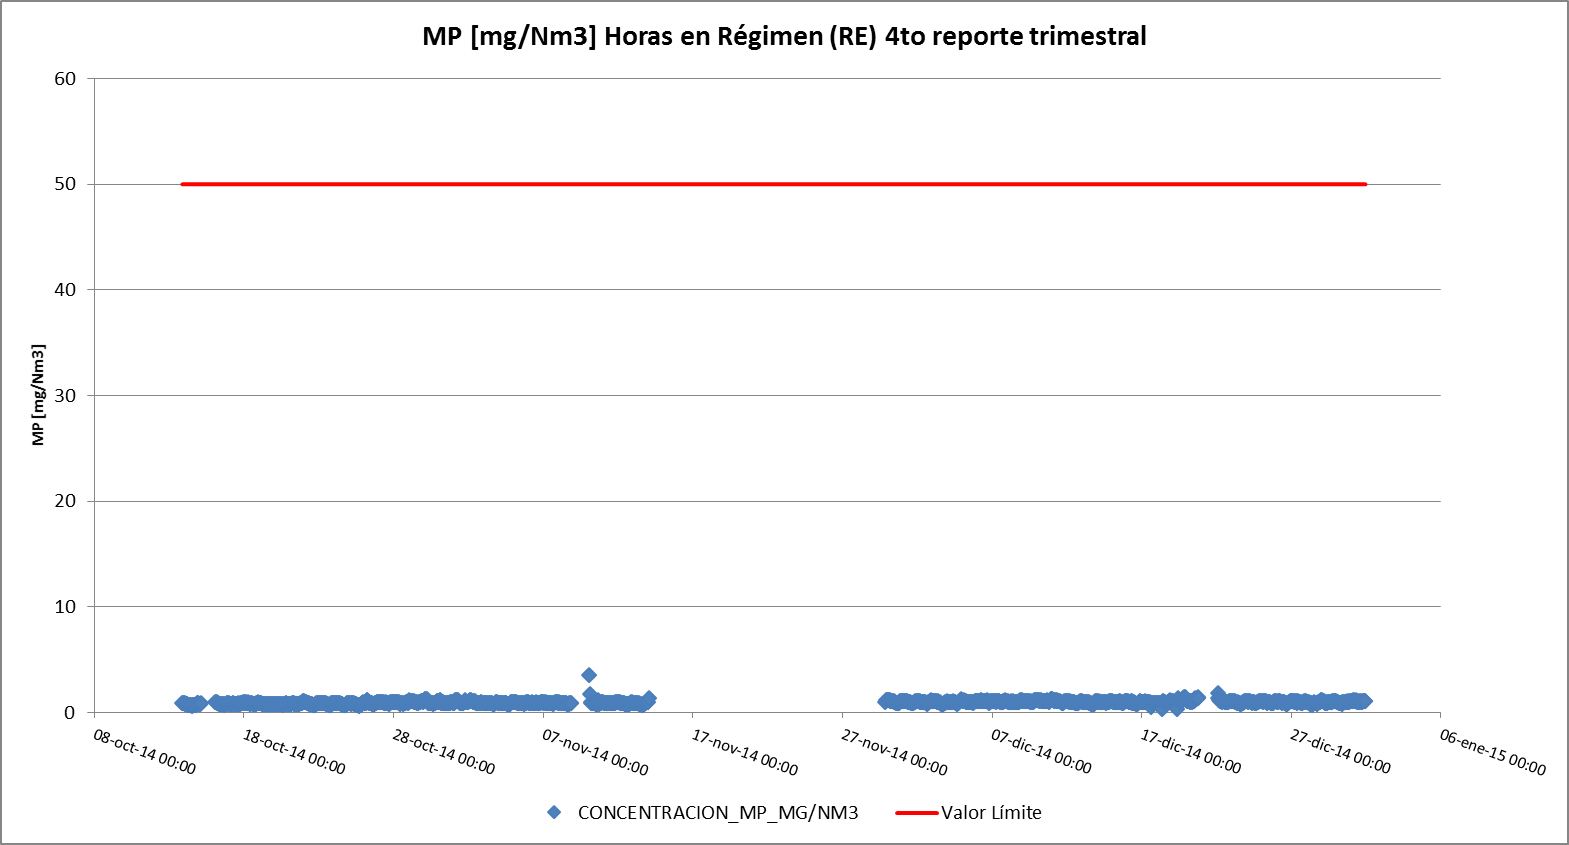 MP [mg/Nm3] Horas en Régimen (RE) 4to reporte trimestral
60
50
40
30
20
10
0
MP [mg/Nm3]
08-oct-14 00:00
18-oct-14 00:00
28-oct-14 00:00
07-nov-14 00:00
17-nov-14 00:00
27-nov-14 00:00
07-dic-14 00:00
17-dic-14 00:00
27-dic-14 00:00
06-ene-15 00:00
CONCENTRACION_MP_MG/NM3
Valor Límite